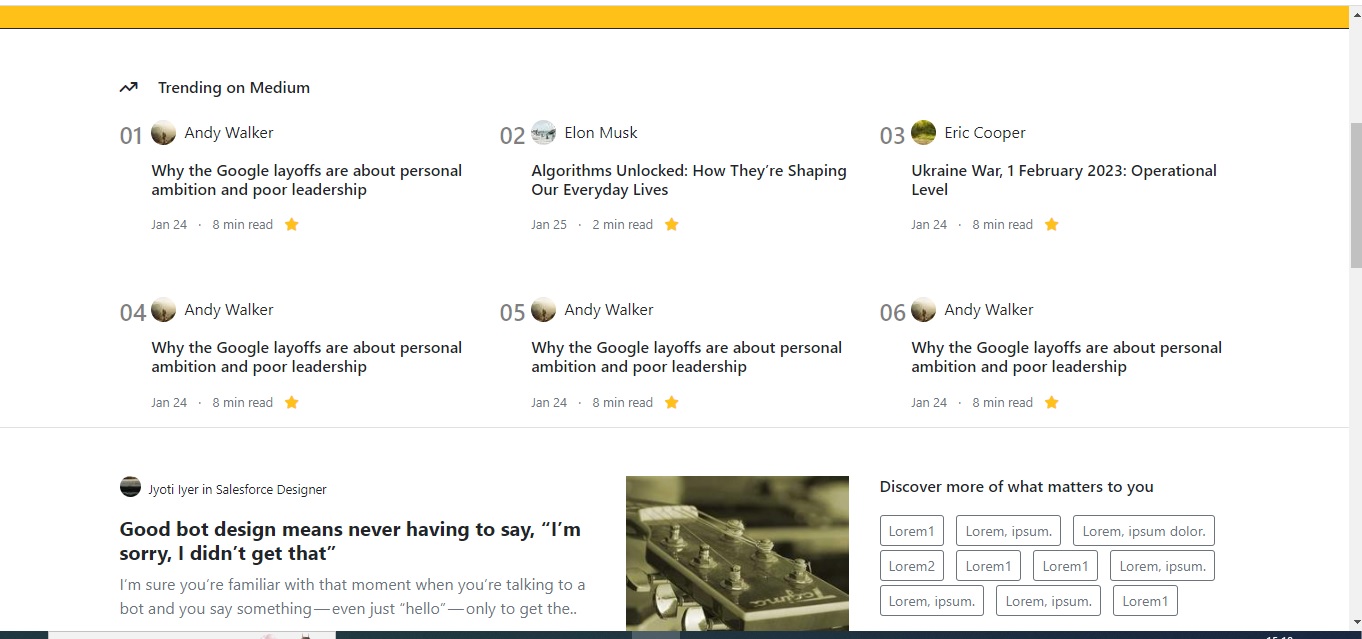 Trending on Medium
01 Andy Walker
Why the Google layoffs are about personal
ambition and poor leadership
Jan 24 · 8 min read
02 Elon Musk
Algorithms Unlocked: How They’re Shaping
Our Everyday Lives
Jan 25 · 2 min read
03 Eric Cooper
Ukraine War, 1 February 2023: Operational
Level
Jan 24 · 8 min read
04 Andy Walker
Why the Google layoffs are about personal
ambition and poor leadership
Jan 24 · 8 min read
05 Andy Walker
Why the Google layoffs are about personal
ambition and poor leadership
Jan 24 · 8 min read
06 Andy Walker
Why the Google layoffs are about personal
ambition and poor leadership
Jan 24 · 8 min read
Jyoti Iyer in Salesforce Designer
Good bot design means never having to say, “I’m
sorry, I didn’t get that”
I’m sure you’re familiar with that moment when you’re talking to a
bot and you say something — even just “hello” — only to get the..
Discover more of what matters to you
Lorem1 Lorem, ipsum. Lorem, ipsum dolor.
Lorem2 Lorem1 Lorem1 Lorem, ipsum.
Lorem, ipsum. Lorem, ipsum. Lorem1